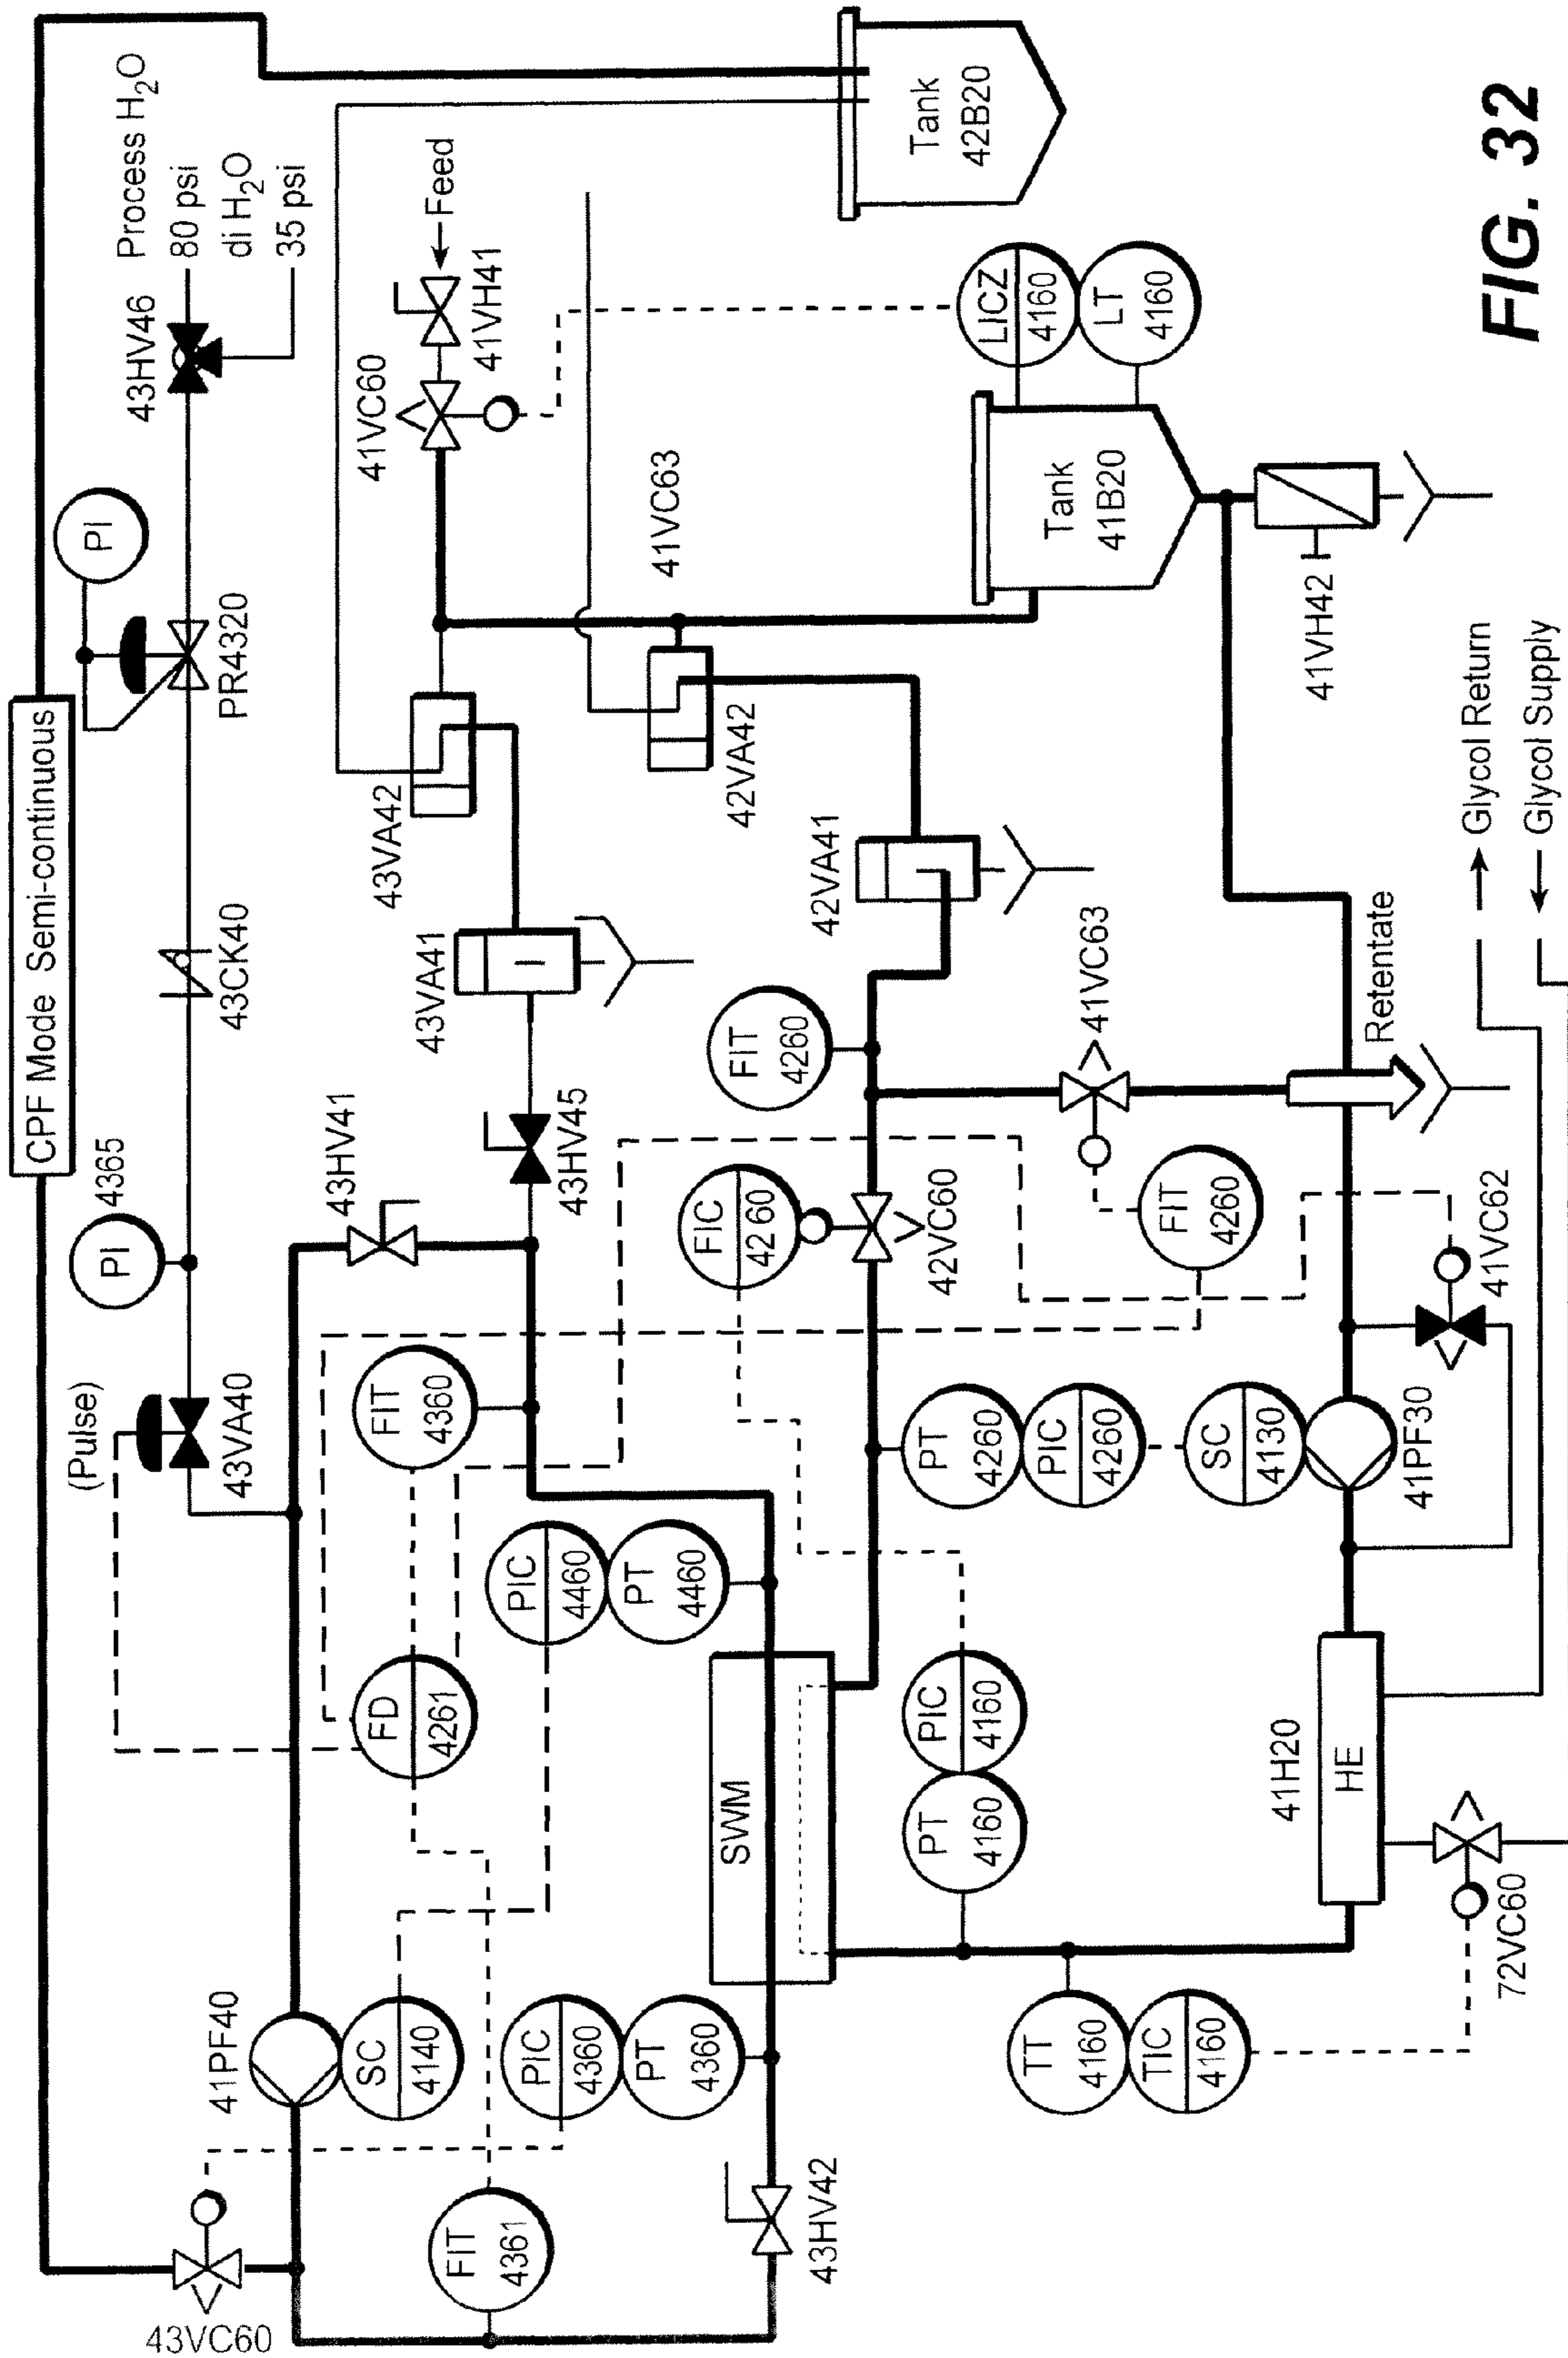 CPF Mode Semi-continuous
Process H2O
80 psi
di H2O
35 psi
43HV46
PI
PR4320
43CK40
4365
PI
(Pulse)
43VA40
41PF40
SC
4140
43VC60
Feed
41VH41
41VC60
43VA42
43VA41
43HV45
43HV41
FIT
4360
FD
4261
PIC
4460
PT
4460
PIC
4360
PT
4360
FIT
4361
43HV42
SWM
41VC63
42VA42
42VA41
FIT
4260
41VC63
FIC
4260
42VC60
FIT
4260
PT
4260
PIC
4260
SC
4130
41PF30
41VC62
PIC
4160
PT
4160
TT
4160
TIC
4160
41H20
HE
72VC60
Tank
42B20
Tank
41B20
LICZ
4160
LT
4160
41VH42
Retentate
Glycol Return
Glycol Supply
FIG. 32